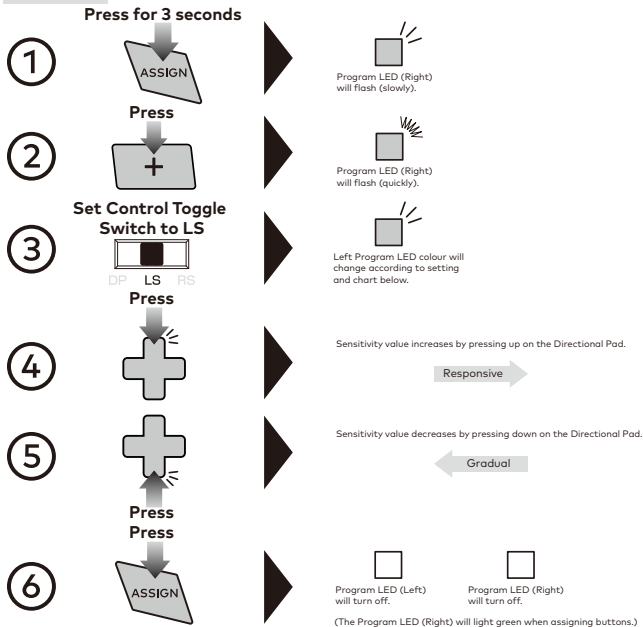 Press for 3 seconds
1
ASSIGN
Program LED (Right)
will flash (slowly).
Press
2
+
Program LED (Right)
will flash (quickly).
Set Control Toggle
Switch to LS
3
DP LS RS
Left Program LED colour will
change according to setting
and chart below.
Press
4
Sensitivity value increases by pressing up on the Directional Pad.
Responsive
5
Sensitivity value decreases by pressing down on the Directional Pad.
Gradual
Press
Press
6
ASSIGN
Program LED (Left)
will turn off.
Program LED (Right)
will turn off.
(The Program LED (Right) will light green when assigning buttons.)